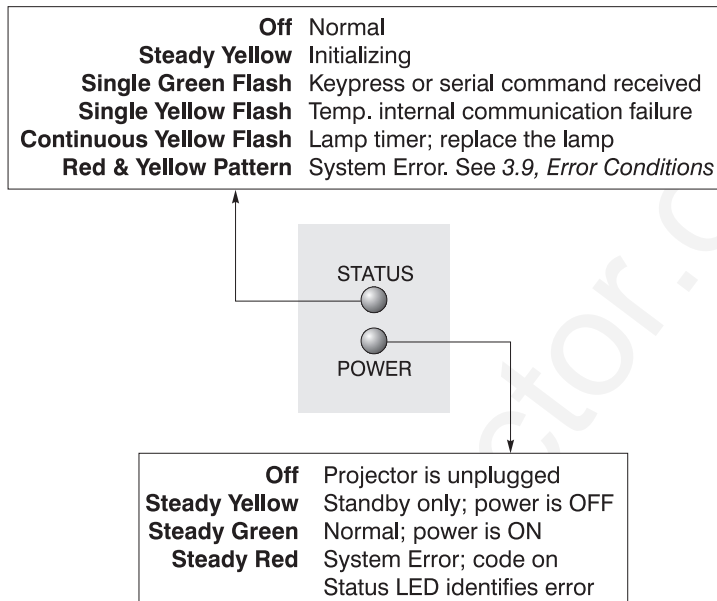 Off Normal
Steady Yellow Initializing
Single Green Flash Keypress or serial command received
Single Yellow Flash Temp. internal communication failure
Continuous Yellow Flash Lamp timer; replace the lamp
Red & Yellow Pattern System Error. See 3.9, Error Conditions
STATUS
POWER
Off Projector is unplugged
Steady Yellow Standby only; power is OFF
Steady Green Normal; power is ON
Steady Red System Error; code on
Status LED identifies error